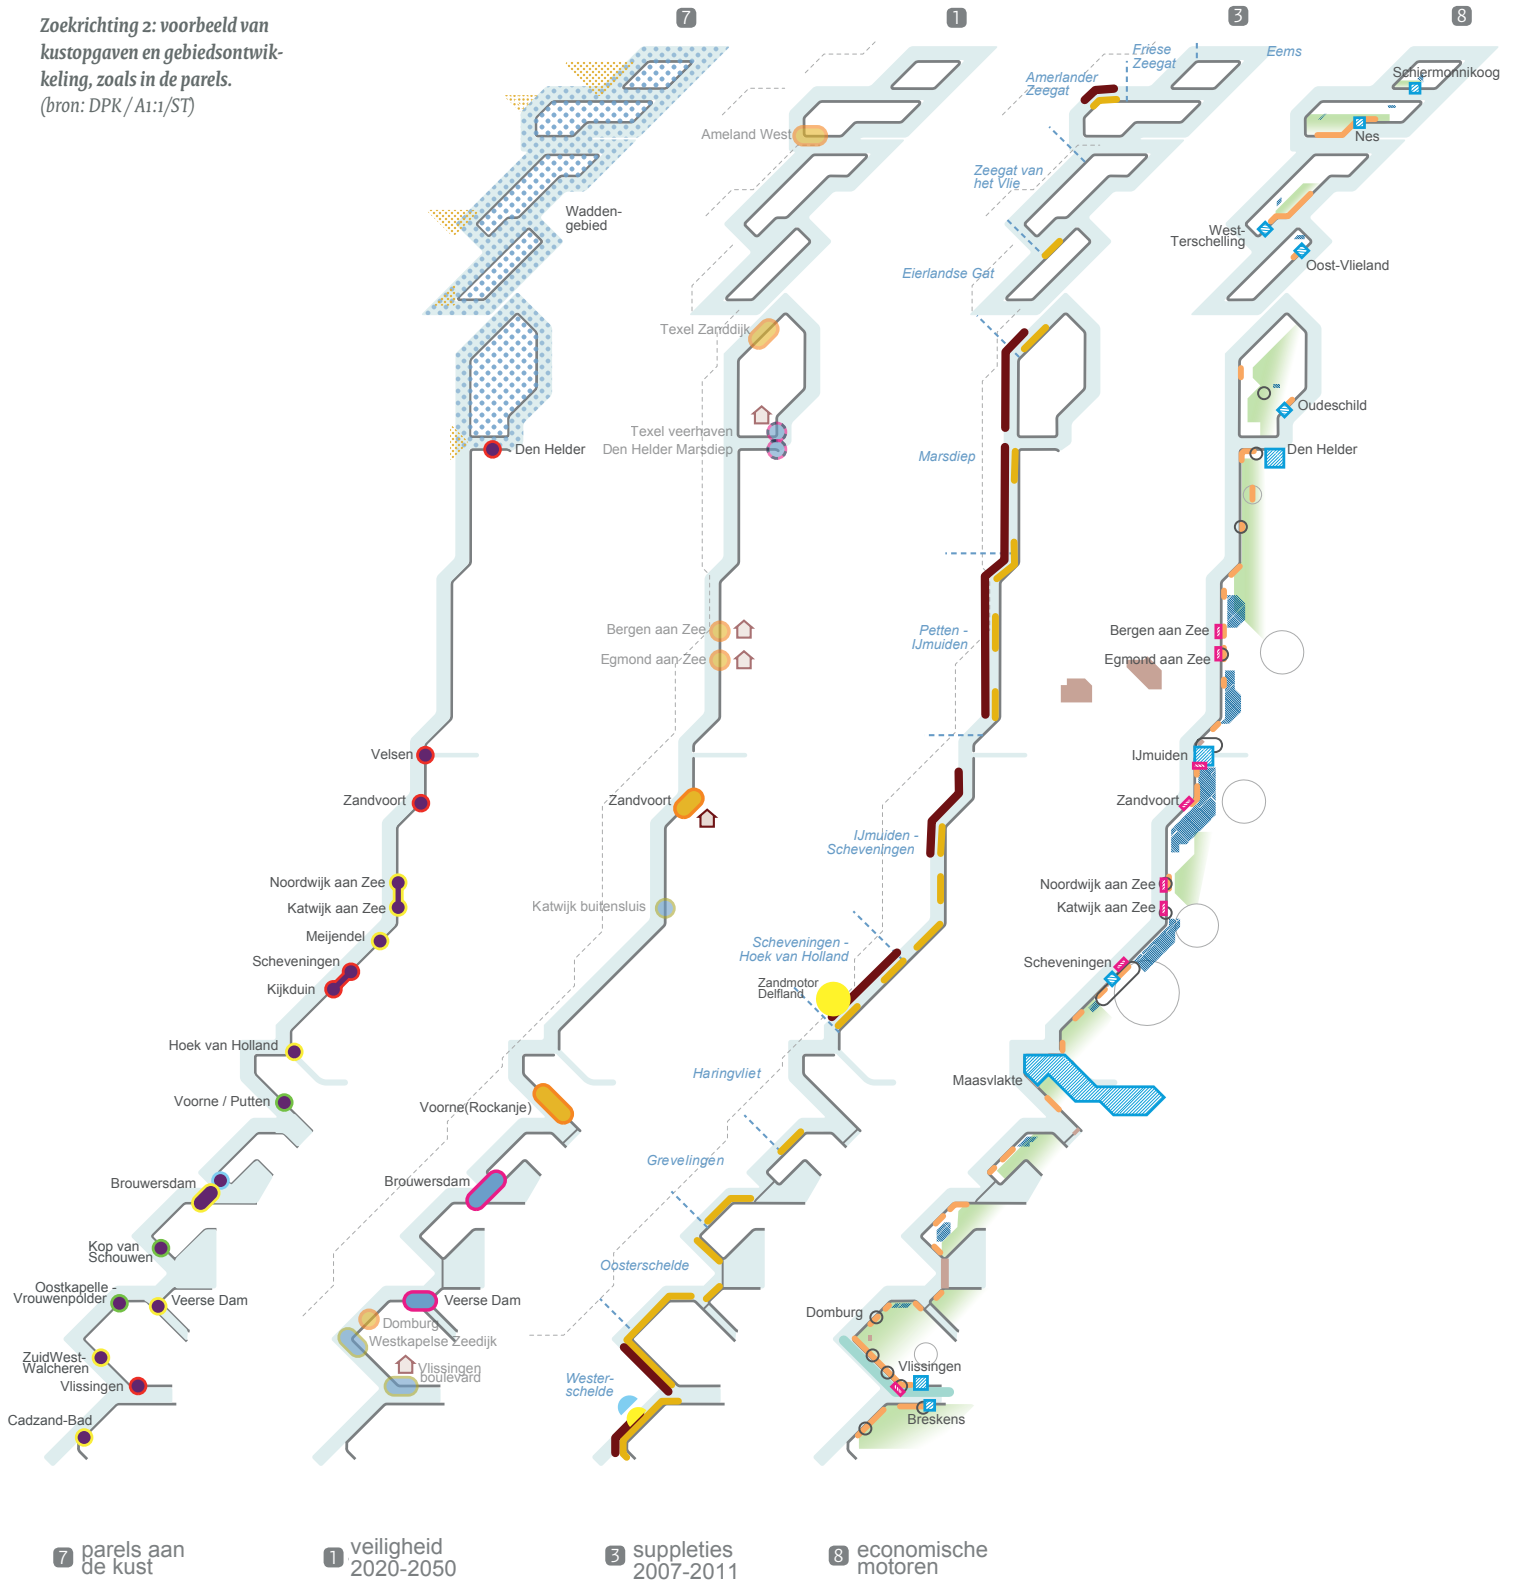 Zoekrichting 2: voorbeeld van
kustopgaven en gebiedsontwik-
keling, zoals in de parels.
(bron: DPK / A1:1/ST)
7
1
3
8
Wadden-
gebied
Den Helder
Velsen
Zandvoort
Noordwijk aan Zee
Katwijk aan Zee
Meijendel
Scheveningen
Kijkduin
Hoek van Holland
Voorne / Putten
Brouwersdam
Kop van
Schouwen
Oostkapelle -
Vrouwenpolder
Veerse Dam
ZuidWest-
Walcheren
Vlissingen
Cadzand-Bad
Ameland West
Texel Zanddijk
Texel veerhaven
Den Helder Marsdiep
Bergen aan Zee
Egmond aan Zee
Zandvoort
Katwijk buitensluis
Voorne(Rockanje)
Brouwersdam
Veerse Dam
Domburg
Westkapelse Zeedijk
Vlissingen
boulevard
Eems
Friese
Zeegat
Amerlander
Zeegat
Zeegat van
het Vlie
Eierlandse Gat
Marsdiep
Petten -
IJmuiden
IJmuiden -
Scheveningen
Scheveningen -
Hoek van Holland
Zandmotor
Delfland
Haringvliet
Grevelingen
Oosterschelde
Wester-
schelde
Schiermonnikoog
Nes
West-
Terschelling
Oost-Vlieland
Oudeschild
Den Helder
Bergen aan Zee
Egmond aan Zee
IJmuiden
Zandvoort
Noordwijk aan Zee
Katwijk aan Zee
Scheveningen
Maasvlakte
Domburg
Vlissingen
Breskens
7 parels aan
de kust
1 veiligheid
2020-2050
3 suppleties
2007-2011
8 economische
motoren